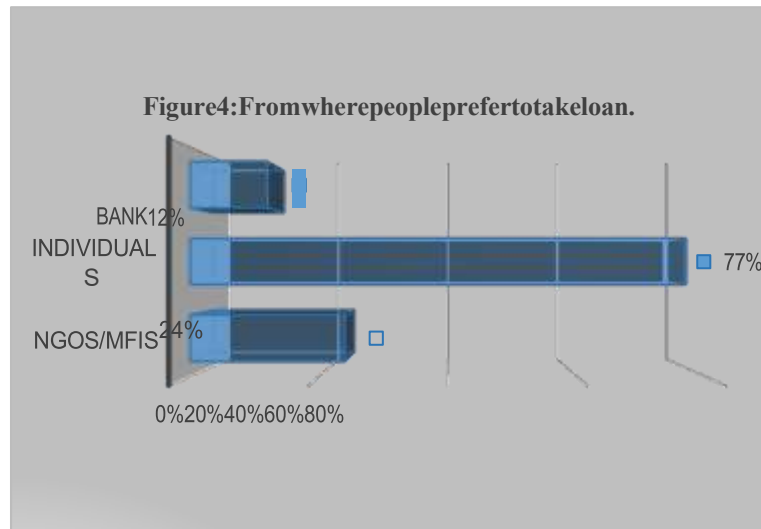 Figure4:Fromwherepeopleprefertotakeloan.
BANK12%
INDIVIDUAL
S
77%
NGOS/MFIS24%
0%20%40%60%80%